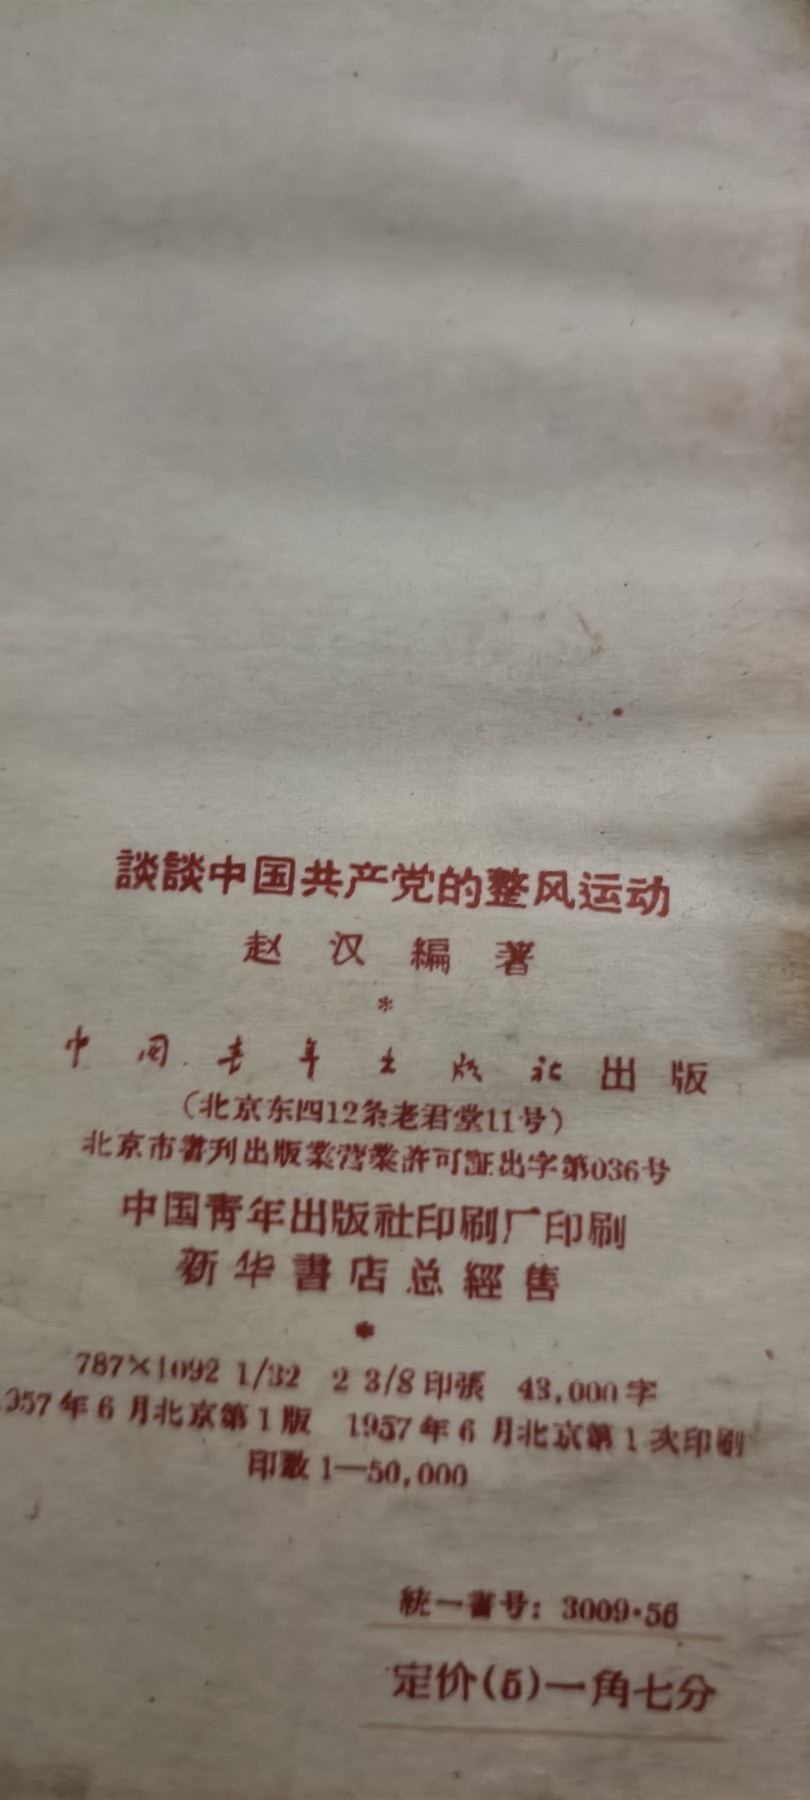 談談中国共产党的整风运动
赵汉編著
*
中国青年出版社出版
（北京东四12条老君堂11号）
北京市書刊出版業营業許可証出字第036号
中国青年出版社印刷厂印刷
新华書店总經售
*
787×1092 1/32 2 3/8印張 43,000字
1957年6月北京第1版 1957年6月北京第1次印刷
印数1—50,000
統一書号：3009·56
定价(5)一角七分